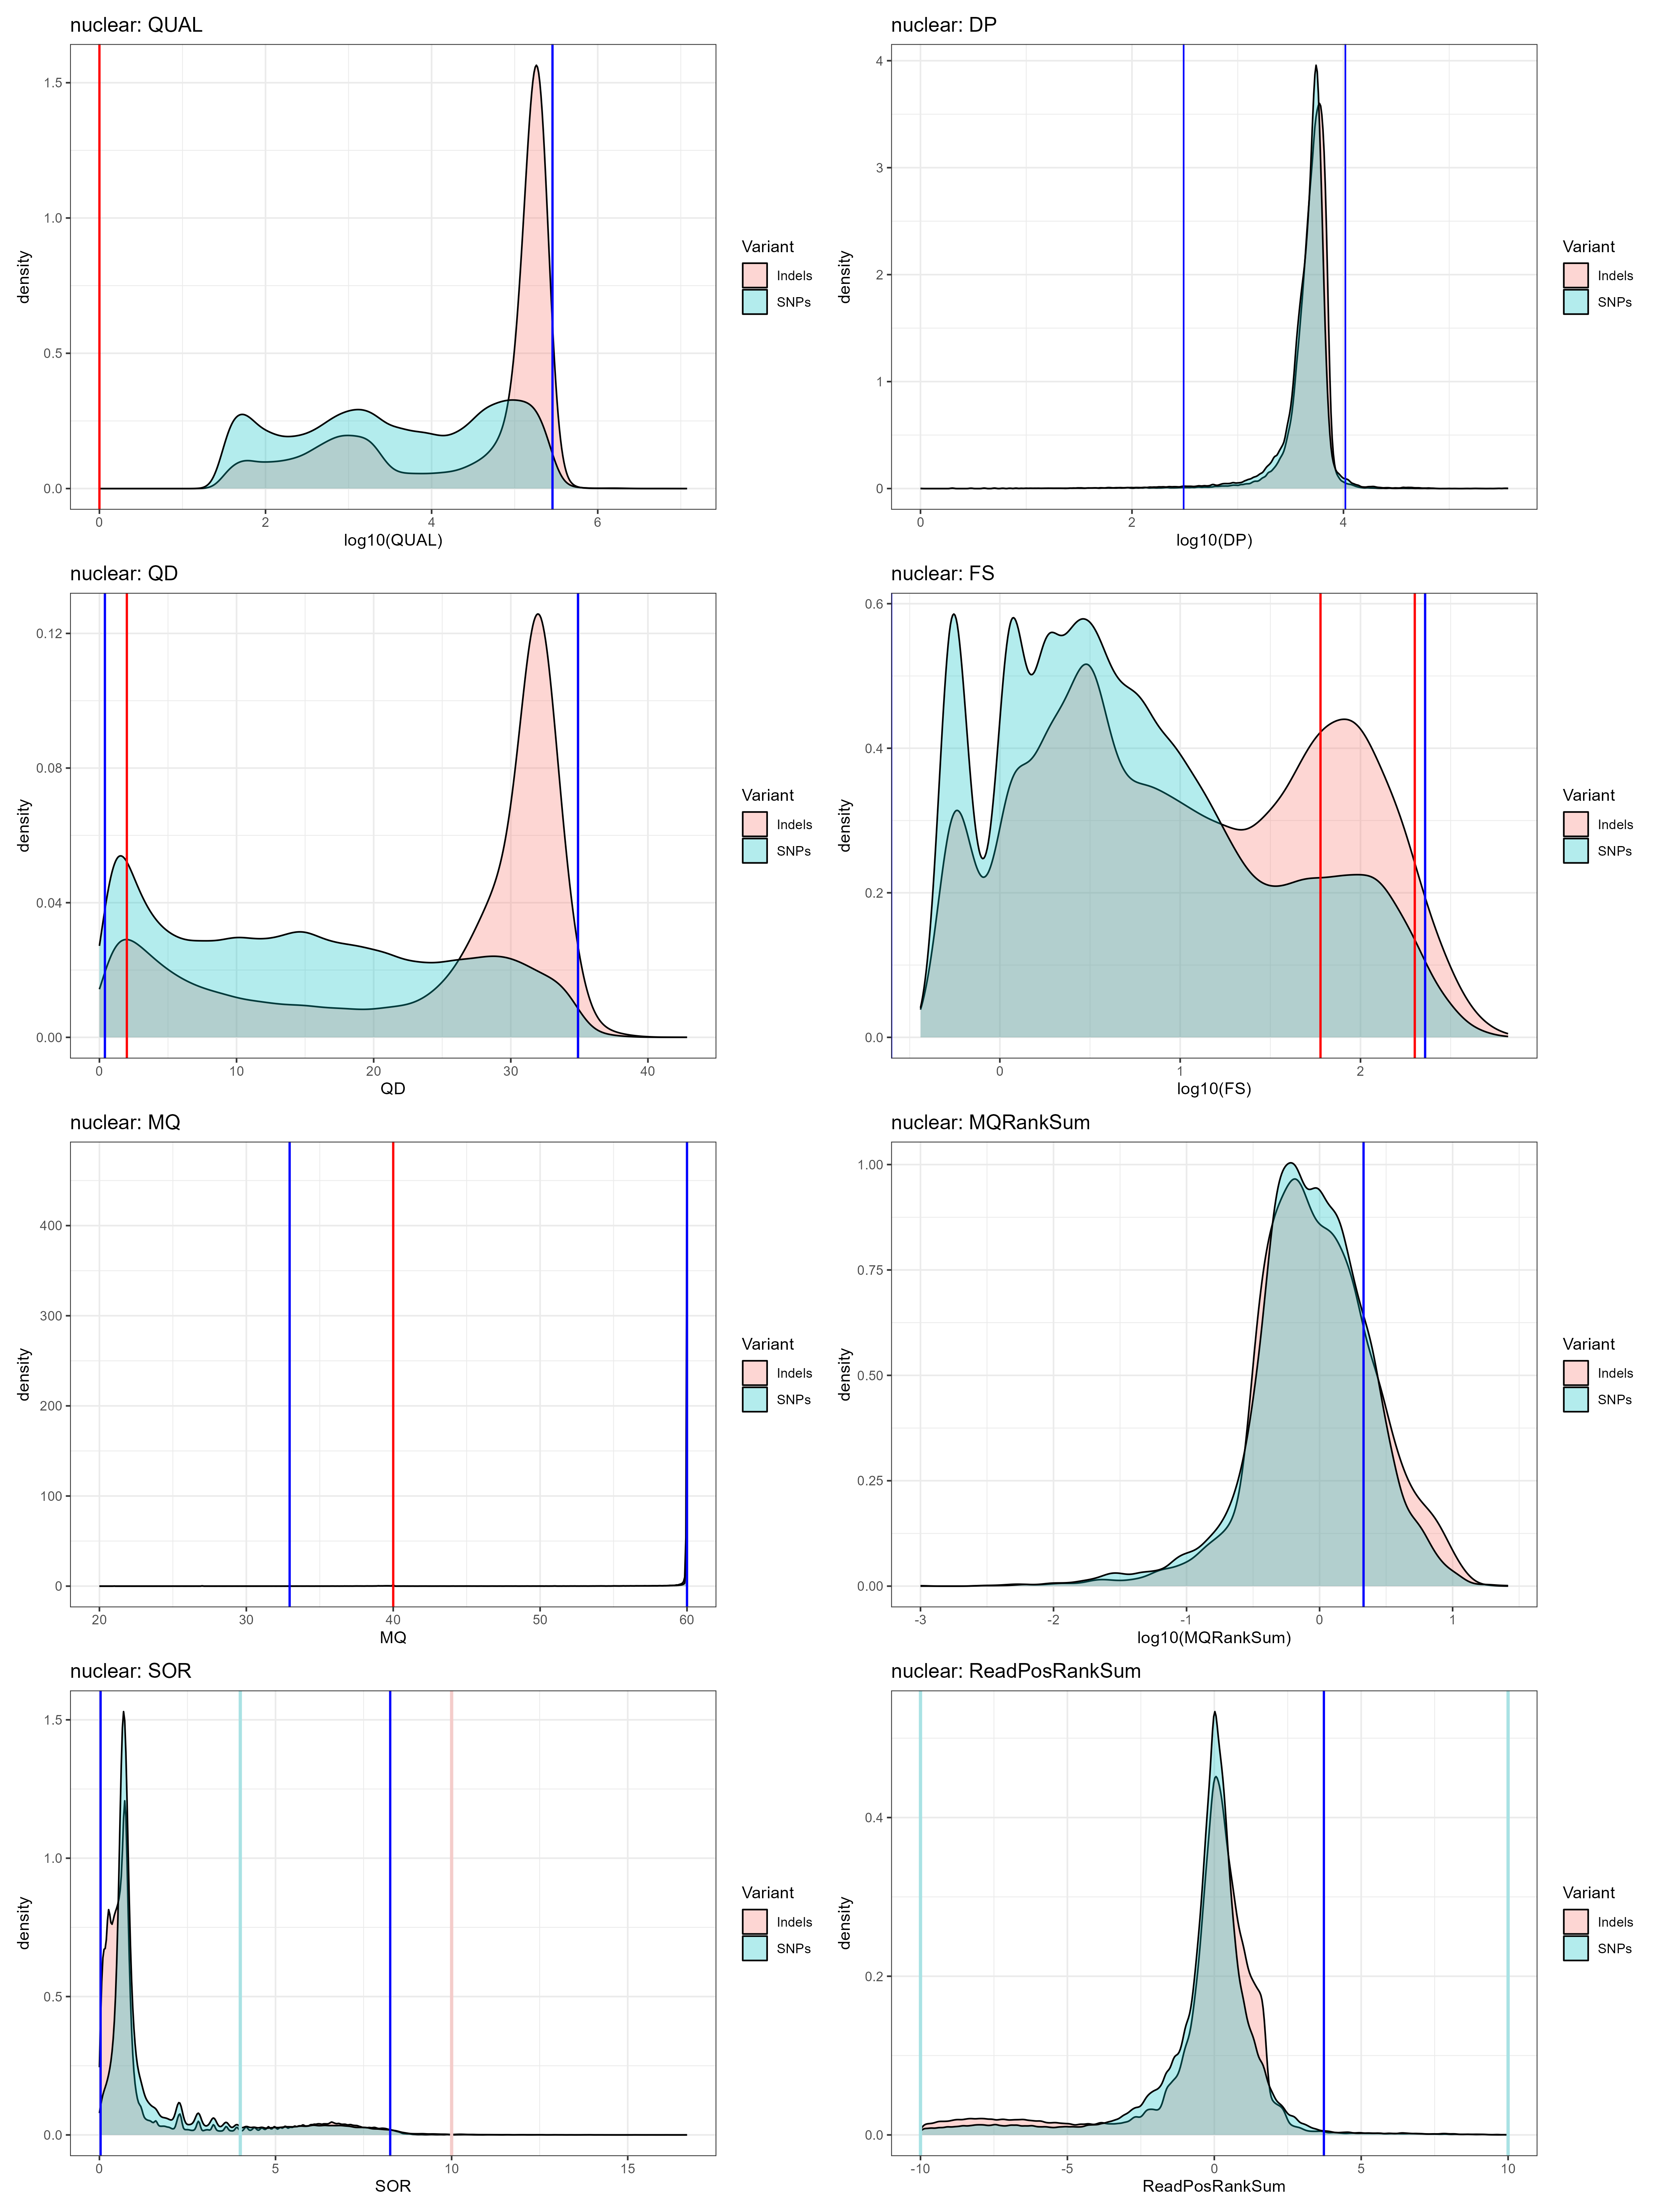 nuclear: QUAL
1.5
1.0
0.5
0.0
density
0
2
4
6
log10(QUAL)
Variant
Indels
SNPs
nuclear: DP
4
3
2
1
0
density
0
2
4
log10(DP)
Variant
Indels
SNPs
nuclear: QD
0.12
0.08
0.04
0.00
density
0
10
20
30
40
QD
Variant
Indels
SNPs
nuclear: FS
0.6
0.4
0.2
0.0
density
0
1
2
log10(FS)
Variant
Indels
SNPs
nuclear: MQ
400
300
200
100
0
density
20
30
40
50
60
MQ
Variant
Indels
SNPs
nuclear: MQRankSum
1.00
0.75
0.50
0.25
0.00
density
-3
-2
-1
0
1
log10(MQRankSum)
Variant
Indels
SNPs
nuclear: SOR
1.5
1.0
0.5
0.0
density
0
5
10
15
SOR
Variant
Indels
SNPs
nuclear: ReadPosRankSum
0.4
0.2
0.0
density
-10
-5
0
5
10
ReadPosRankSum
Variant
Indels
SNPs